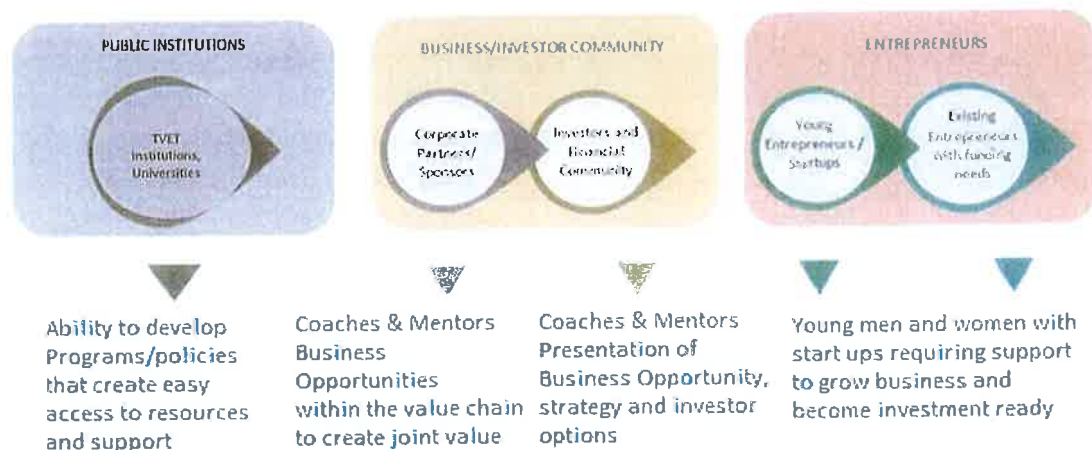 PUBLIC INSTITUTIONS
TVET
Institutions,
Universities
BUSINESS/INVESTOR COMMUNITY
Corporate
Partners/
Sponsors
Investors and
Financial
Community
ENTREPRENEURS
Young
Entrepreneurs /
Startups
Existing
Entrepreneurs
with funding
needs
Ability to develop
Programs/policies
that create easy
access to resources
and support
Coaches & Mentors
Business
Opportunities
within the value chain
to create joint value
Coaches & Mentors
Presentation of
Business Opportunity,
strategy and investor
options
Young men and women with
start ups requiring support
to grow business and
become investment ready